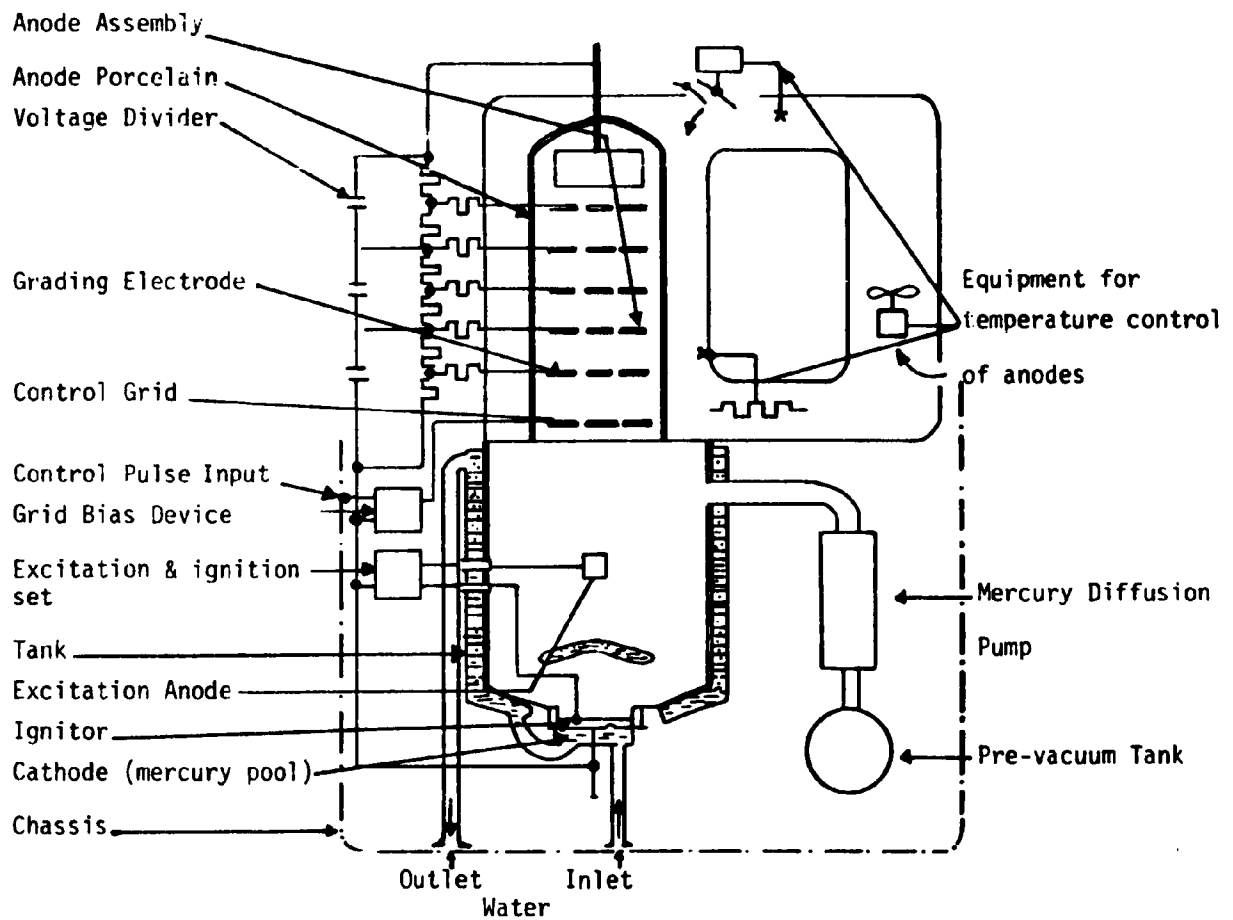 Anode Assembly
Anode Porcelain
Voltage Divider
Grading Electrode
Control Grid
Control Pulse Input
Grid Bias Device
Excitation & ignition
set
Tank
Excitation Anode
Ignitor
Cathode (mercury pool)
Chassis
Outlet
Inlet
Water
Equipment for
temperature control
of anodes
Mercury Diffusion
Pump
Pre-vacuum Tank